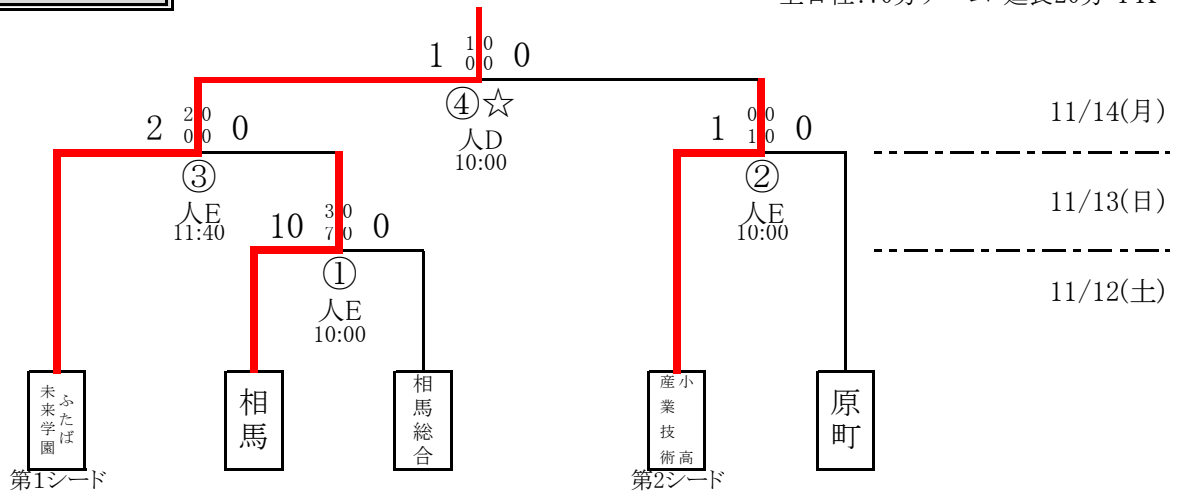 1 0
1 0 0 0
④☆
人D
10:00
11/14(月)
2 0
2 0 0 0
③
人E
11:40
0 0
1 1 0 0
②
人E
10:00
11/13(日)
3 0
10 7 0 0
①
人E
10:00
11/12(土)
ふたば
未来学園
相馬
相馬総合
小高
産業技術
原町
第1シード
第2シード